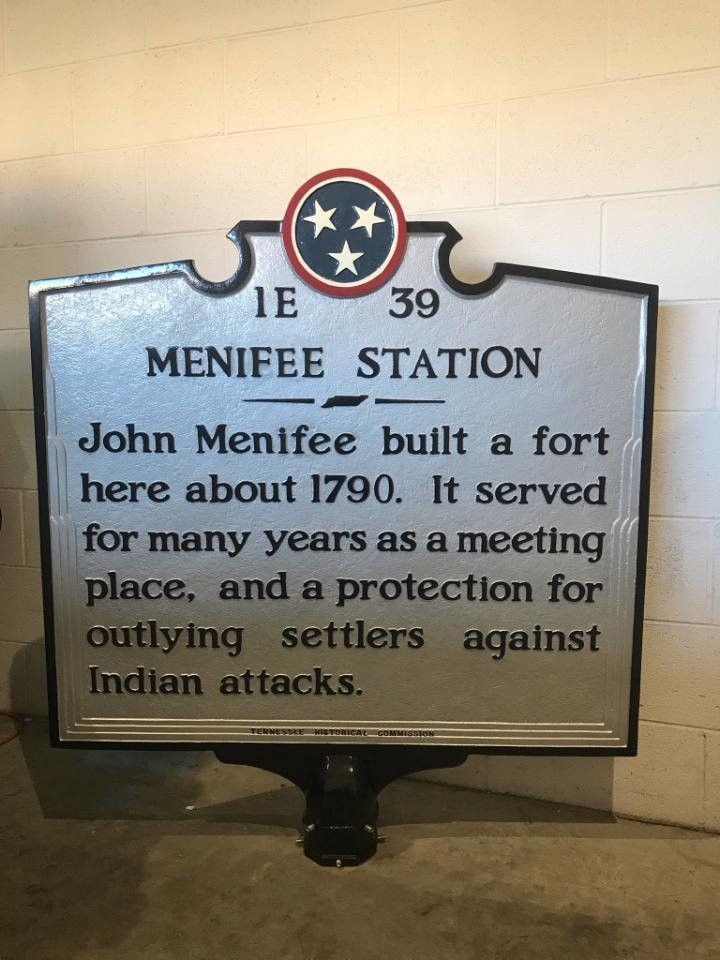 1E 39
MENIFEE STATION
John Menifee built a fort
here about 1790. It served
for many years as a meeting
place, and a protection for
outlying settlers against
Indian attacks.
TENNESSEE HISTORICAL COMMISSION